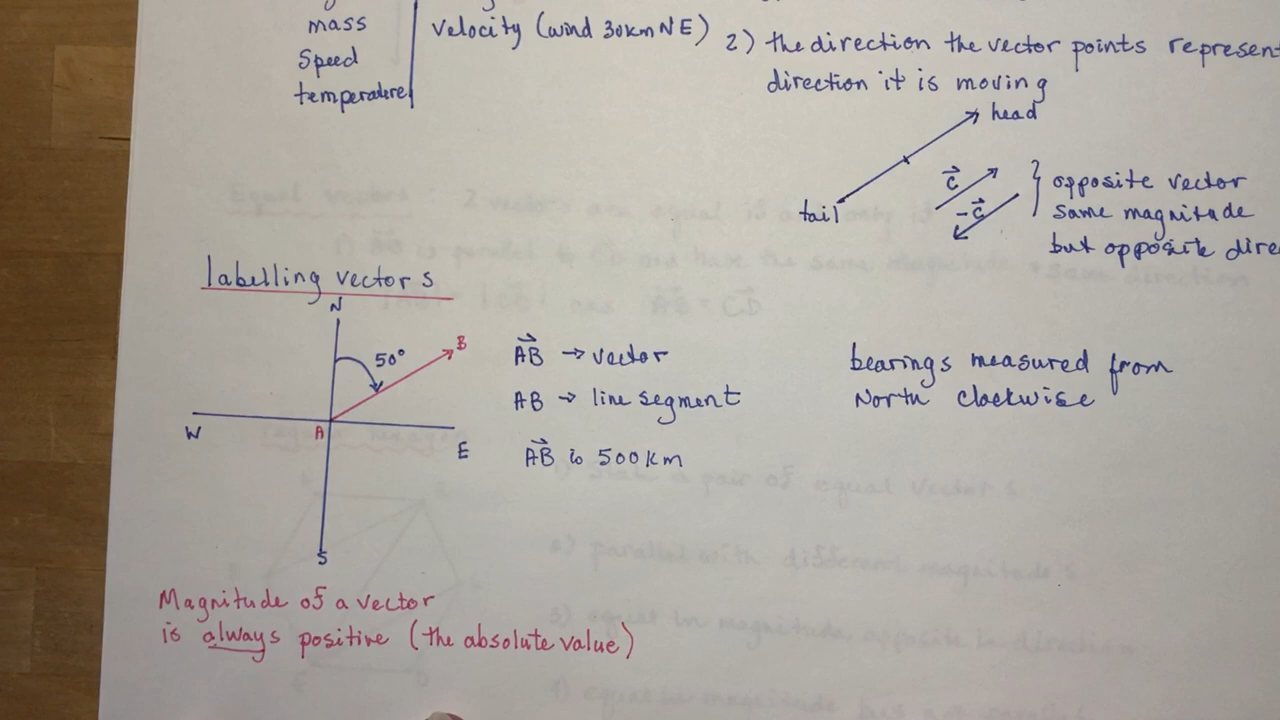 mass
Speed
temperature
velocity (wind 30km NE)
2) the direction the vector points represent
direction it is moving
head
tail
c
-c
opposite vector
same magnitude
but opposite dire
labelling vectors
N
50°
B
W
A
E
S
AB → vector
AB → line segment
AB is 500km
bearings measured from
North clockwise
Magnitude of a vector
is always positive (the absolute value)